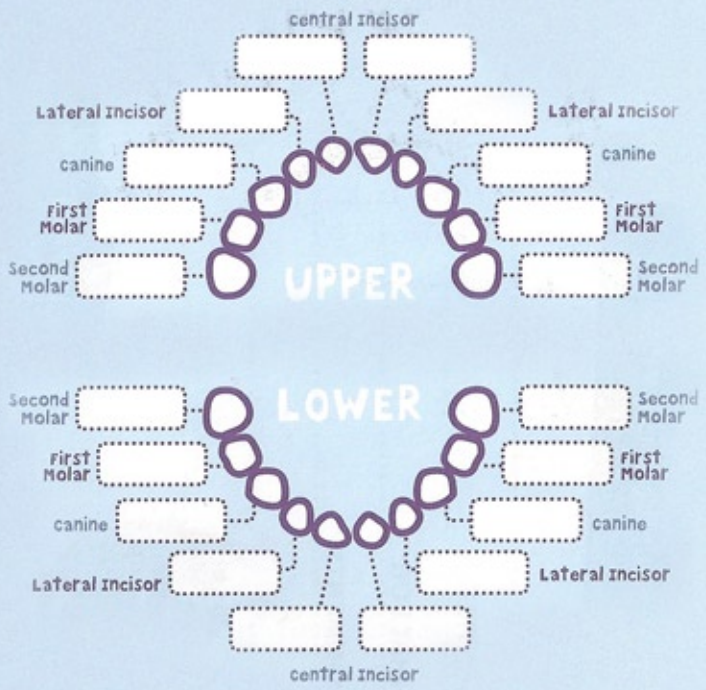 central Incisor
Lateral Incisor
Lateral Incisor
canine
canine
First
Molar
First
Molar
Second
Molar
Second
Molar
UPPER
LOWER
Second
Molar
Second
Molar
First
Molar
First
Molar
canine
canine
Lateral Incisor
Lateral Incisor
central Incisor